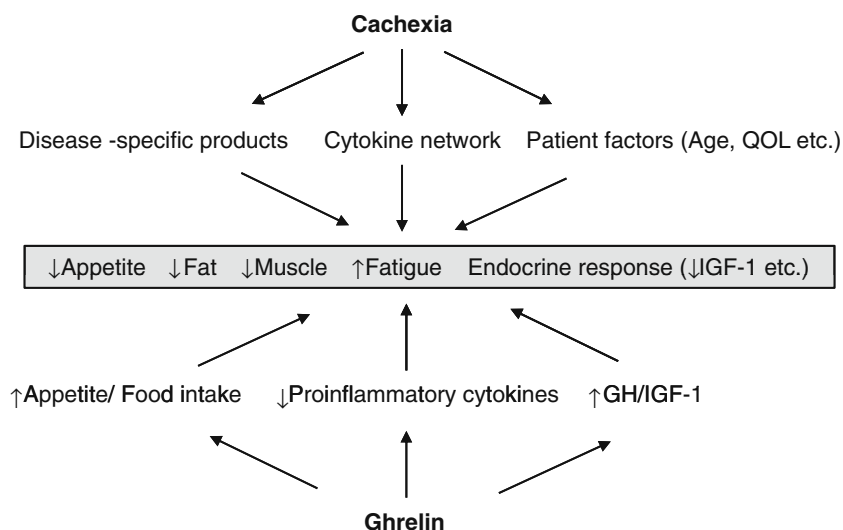 Cachexia
Disease -specific products Cytokine network Patient factors (Age, QOL etc.)
↓Appetite ↓Fat ↓Muscle ↑Fatigue Endocrine response (↓IGF-1 etc.)
↑Appetite/ Food intake ↓Proinflammatory cytokines ↑GH/IGF-1
Ghrelin